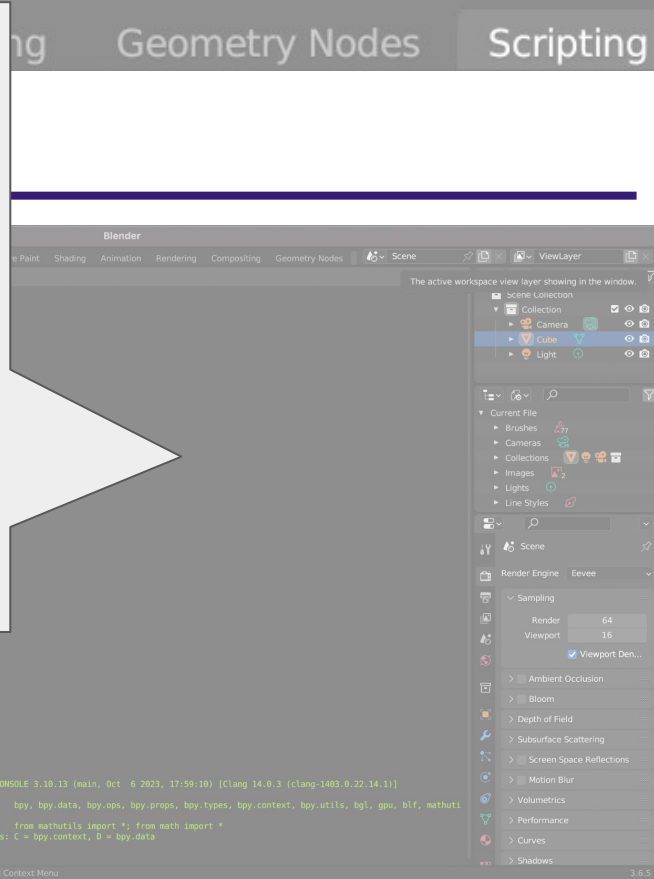 ng Geometry Nodes Scripting
Blender
e Paint Shading Animation Rendering Compositing Geometry Nodes Scene ViewLayer
The active workspace view layer showing in the window.
Scene Collection
Collection
Camera
Cube
Light
Current File
Brushes 77
Cameras
Collections
Images 2
Lights
Line Styles
Scene
Render Engine Eevee
Sampling
Render 64
Viewport 16
Viewport Den...
Ambient Occlusion
Bloom
Depth of Field
Subsurface Scattering
Screen Space Reflections
Motion Blur
Volumetrics
Performance
Curves
Shadows
ONSOLE 3.10.13 (main, Oct 6 2023, 17:59:10) [Clang 14.0.3 (clang-1403.0.22.14.1)]
bpy, bpy.data, bpy.ops, bpy.props, bpy.types, bpy.context, bpy.utils, bgl, gpu, blf, mathuti
from mathutils import *; from math import *
s: C = bpy.context, D = bpy.data
Context Menu 3.6.5